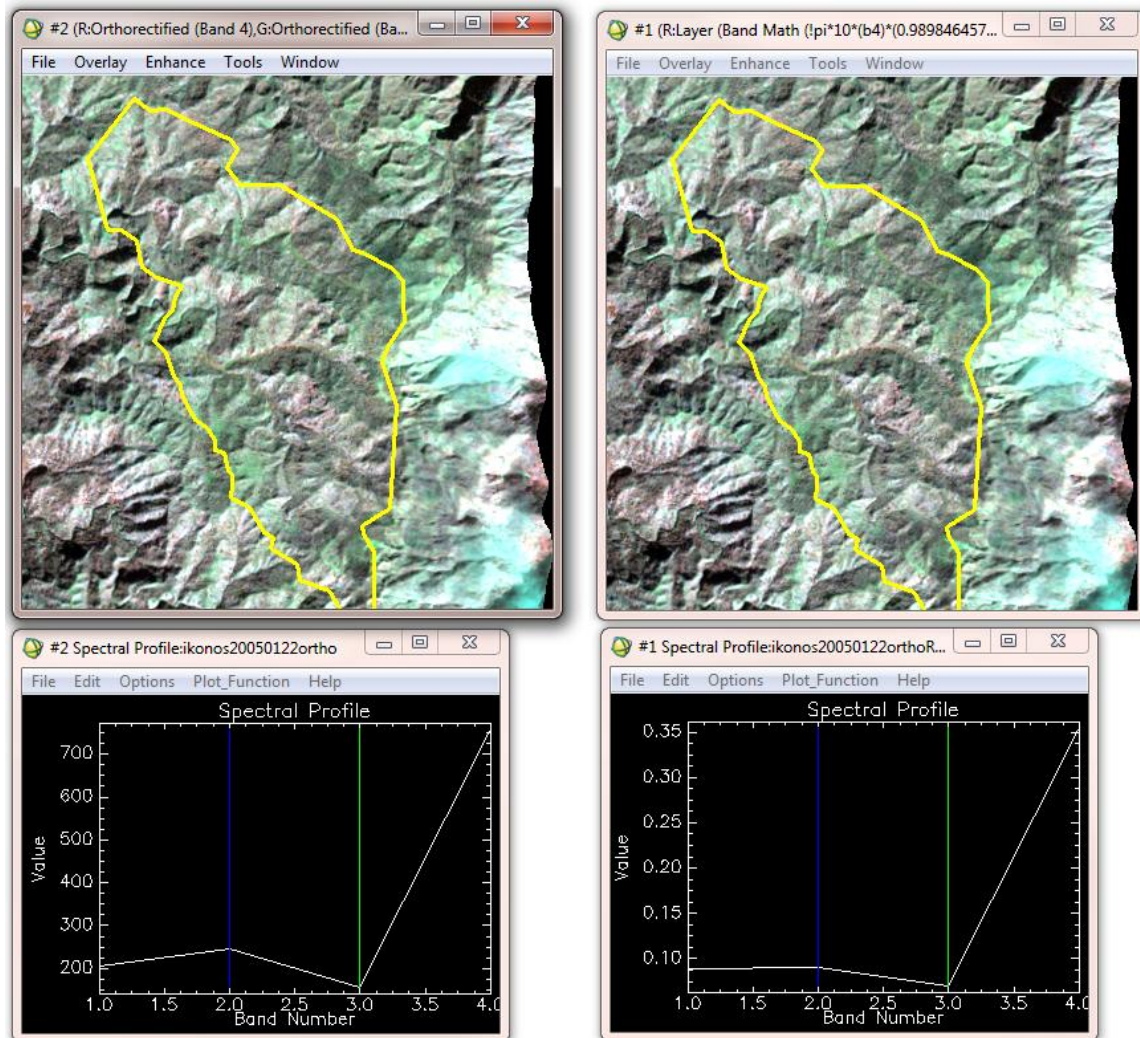 #2 (R:Orthorectified (Band 4),G:Orthorectified (Ba...
File Overlay Enhance Tools Window
#1 (R:Layer (Band Math (!pi*10*(b4)*(0.989846457...
File Overlay Enhance Tools Window
#2 Spectral Profile:ikonos20050122ortho
File Edit Options Plot_Function Help
Spectral Profile
Value
700
600
500
400
300
200
1.0 1.5 2.0 2.5 3.0 3.5 4.0
Band Number
#1 Spectral Profile:ikonos20050122orthoR...
File Edit Options Plot_Function Help
Spectral Profile
Value
0.35
0.30
0.25
0.20
0.15
0.10
1.0 1.5 2.0 2.5 3.0 3.5 4.0
Band Number